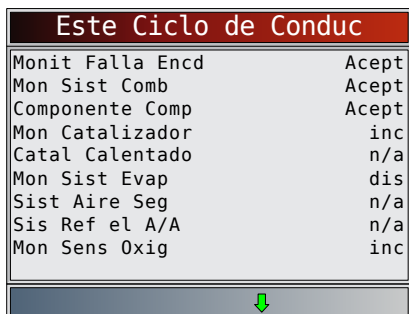 Este Ciclo de Conduc
Monit Falla Encd Acept
Mon Sist Comb Acept
Componente Comp Acept
Mon Catalizador inc
Catal Calentado n/a
Mon Sist Evap dis
Sist Aire Seg n/a
Sis Ref el A/A n/a
Mon Sens Oxig inc